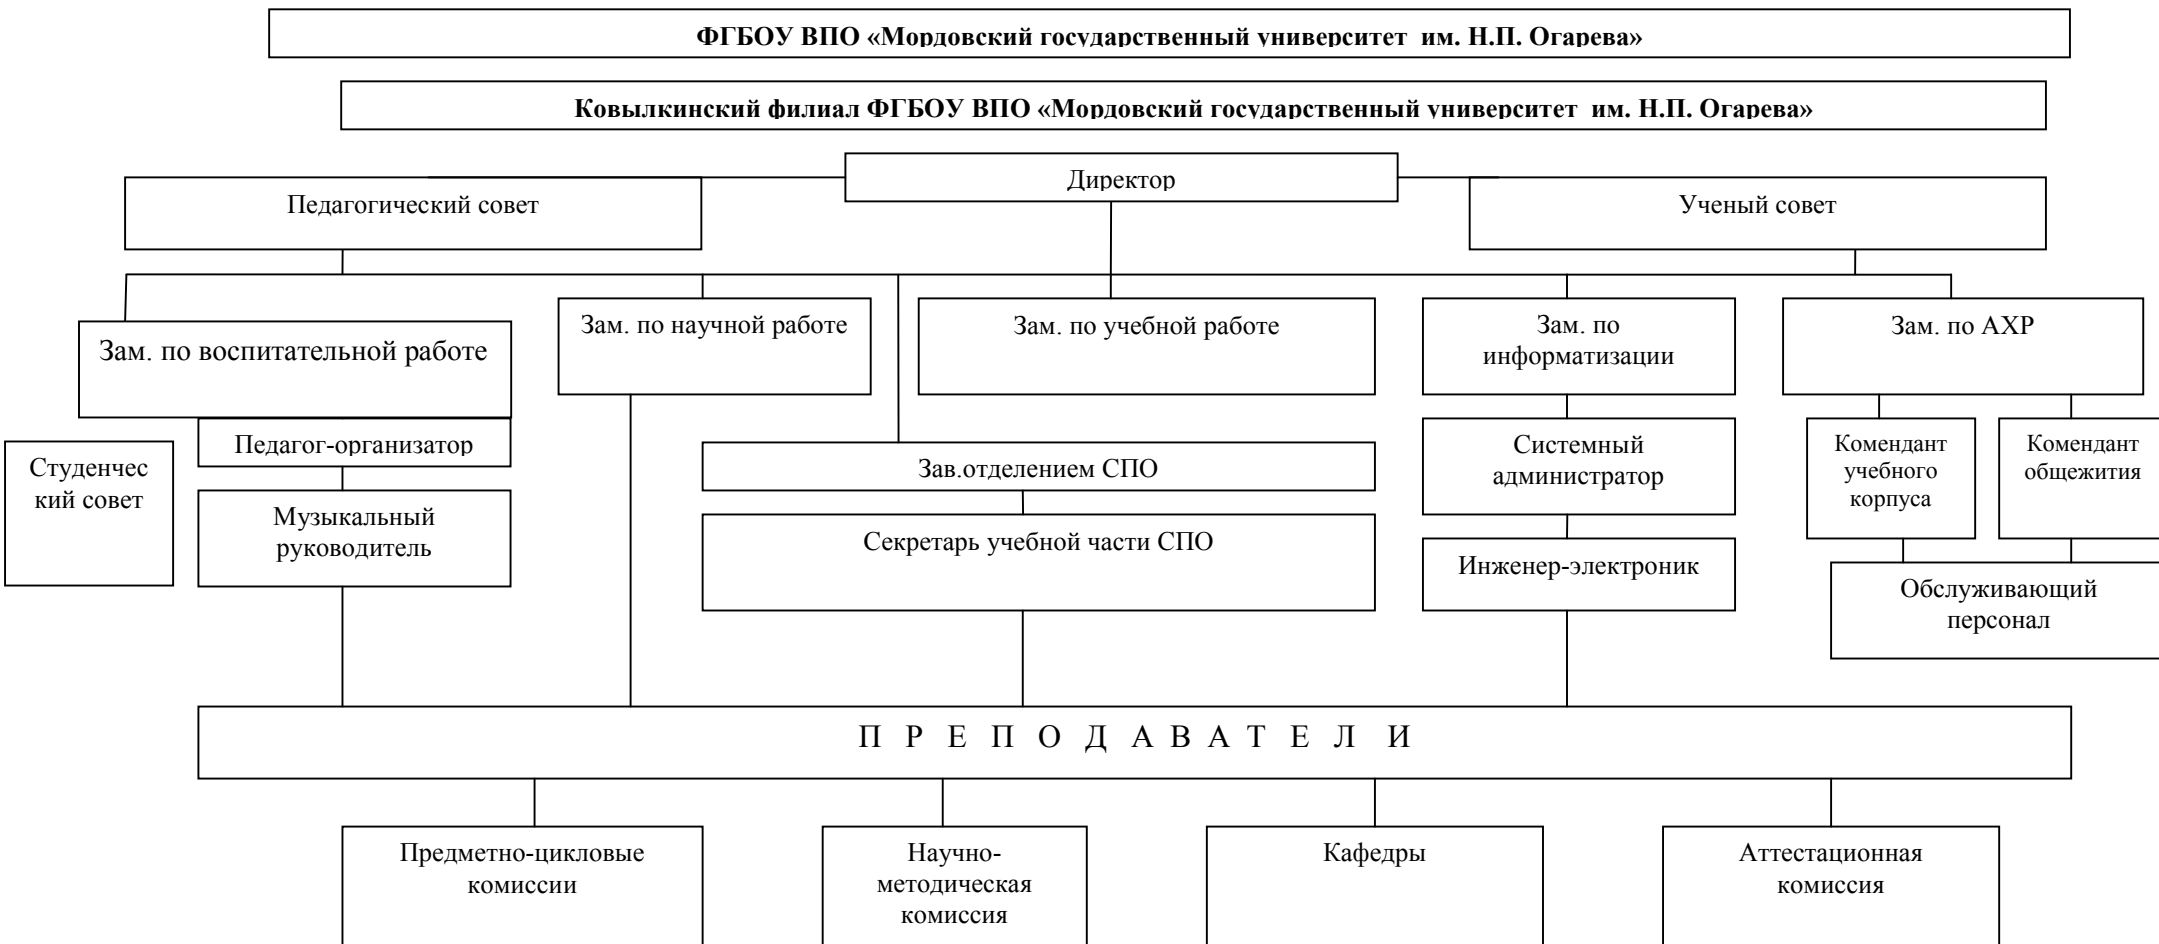 ФГБОУ ВПО «Мордовский государственный университет им. Н.П. Огарева»
Ковылкинский филиал ФГБОУ ВПО «Мордовский государственный университет им. Н.П. Огарева»
Директор
Педагогический совет
Ученый совет
Зам. по воспитательной работе
Зам. по научной работе
Зам. по учебной работе
Зам. по
информатизации
Зам. по АХР
Студенчес
кий совет
Педагог-организатор
Музыкальный
руководитель
Зав.отделением СПО
Секретарь учебной части СПО
Системный
администратор
Инженер-электроник
Комендант
учебного
корпуса
Комендант
общежития
Обслуживающий
персонал
П Р Е П О Д А В А Т Е Л И
Предметно-цикловые
комиссии
Научно-
методическая
комиссия
Кафедры
Аттестационная
комиссия